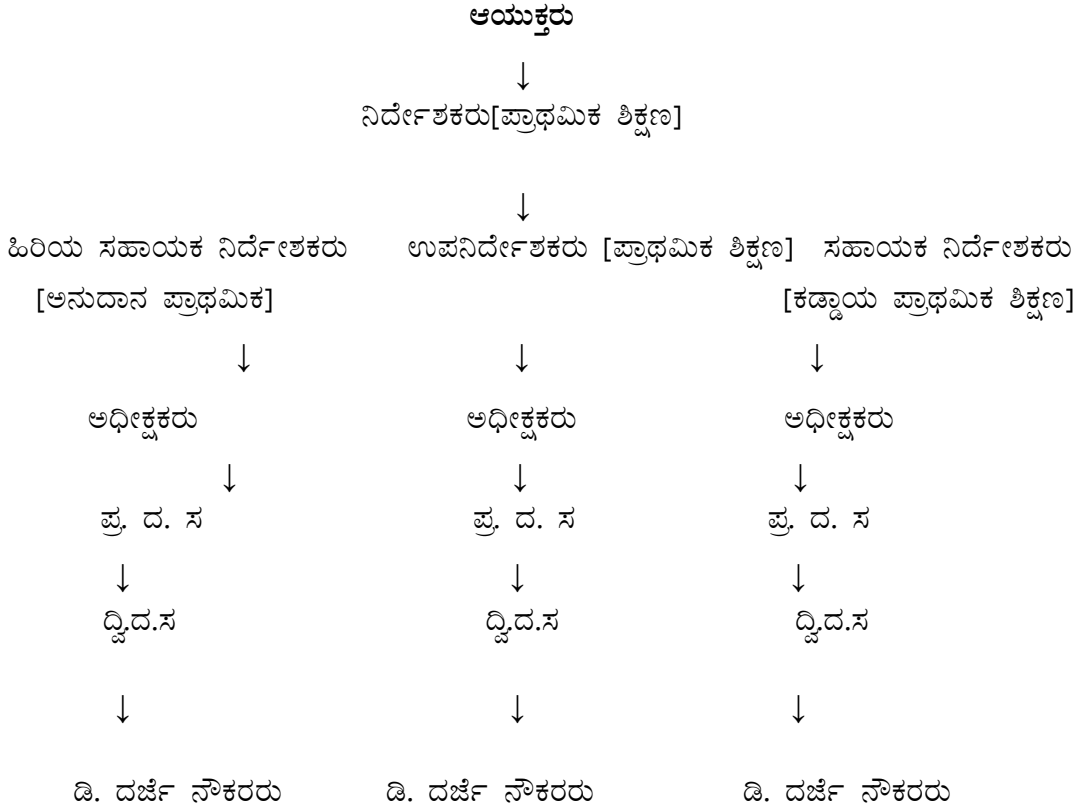 ಆಯುಕ್ತರು
↓
ನಿರ್ದೇಶಕರು[ಪ್ರಾಥಮಿಕ ಶಿಕ್ಷಣ]
↓
ಹಿರಿಯ ಸಹಾಯಕ ನಿರ್ದೇಶಕರು ಉಪನಿರ್ದೇಶಕರು [ಪ್ರಾಥಮಿಕ ಶಿಕ್ಷಣ] ಸಹಾಯಕ ನಿರ್ದೇಶಕರು
[ಅನುದಾನ ಪ್ರಾಥಮಿಕ] [ಕಡ್ಡಾಯ ಪ್ರಾಥಮಿಕ ಶಿಕ್ಷಣ]
↓ ↓ ↓
ಅಧೀಕ್ಷಕರು ಅಧೀಕ್ಷಕರು ಅಧೀಕ್ಷಕರು
↓ ↓ ↓
ಪ್ರ. ದ. ಸ ಪ್ರ. ದ. ಸ ಪ್ರ. ದ. ಸ
↓ ↓ ↓
ದ್ವಿ.ದ.ಸ ದ್ವಿ.ದ.ಸ ದ್ವಿ.ದ.ಸ
↓ ↓ ↓
ಡಿ. ದರ್ಜೆ ನೌಕರರು ಡಿ. ದರ್ಜೆ ನೌಕರರು ಡಿ. ದರ್ಜೆ ನೌಕರರು